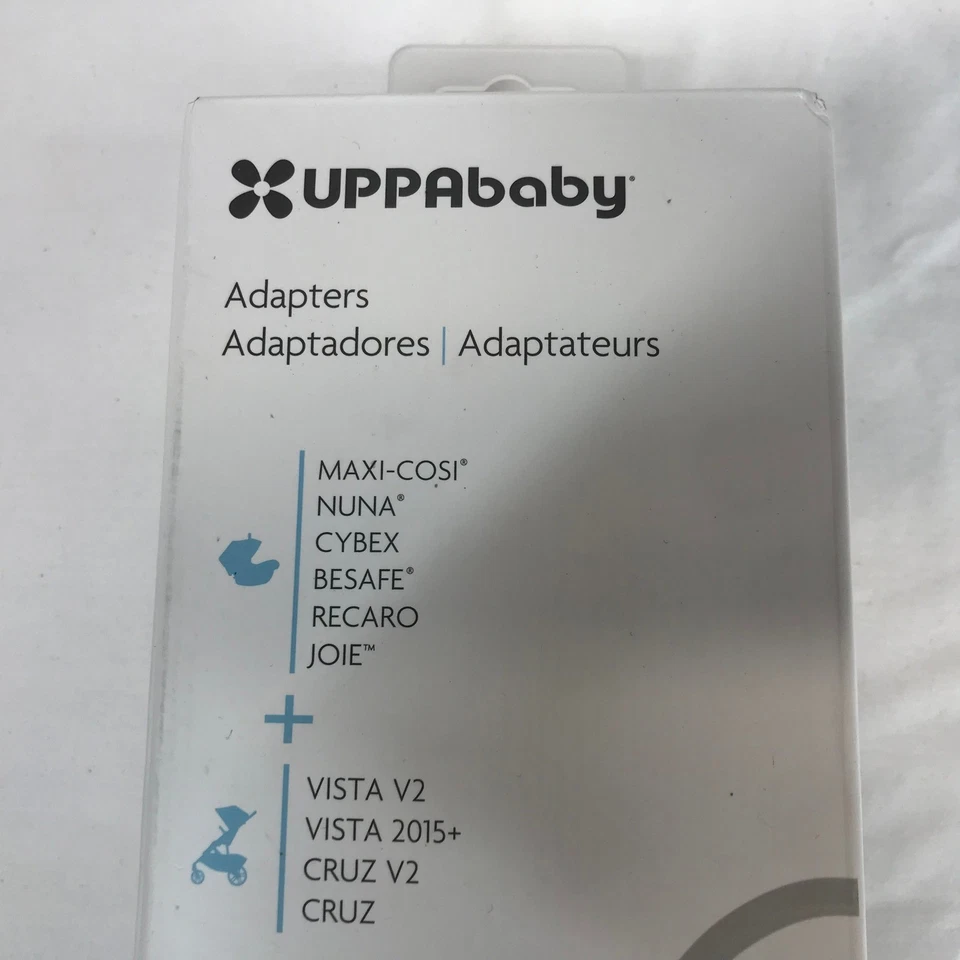 UPPAbaby®
Adapters
Adaptadores | Adaptateurs
MAXI-COSI®
NUNA®
CYBEX
BESAFE®
RECARO
JOIE™
+
VISTA V2
VISTA 2015+
CRUZ V2
CRUZ